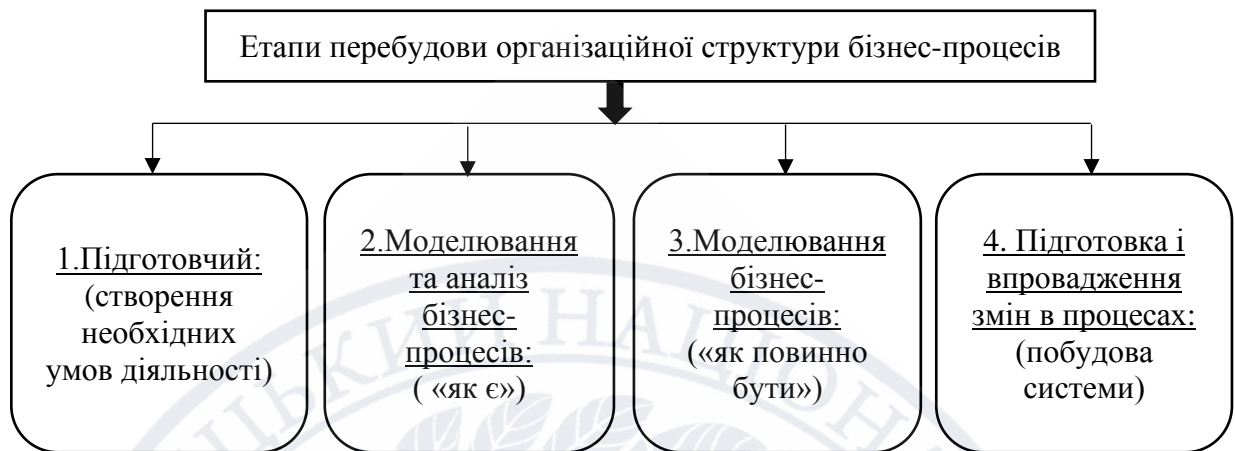 Етапи перебудови організаційної структури бізнес-процесів
1.Підготовчий:
(створення
необхідних
умов діяльності)
2.Моделювання
та аналіз
бізнес-
процесів:
( «як є»)
3.Моделювання
бізнес-
процесів:
(«як повинно
бути»)
4. Підготовка і
впровадження
змін в процесах:
(побудова
системи)